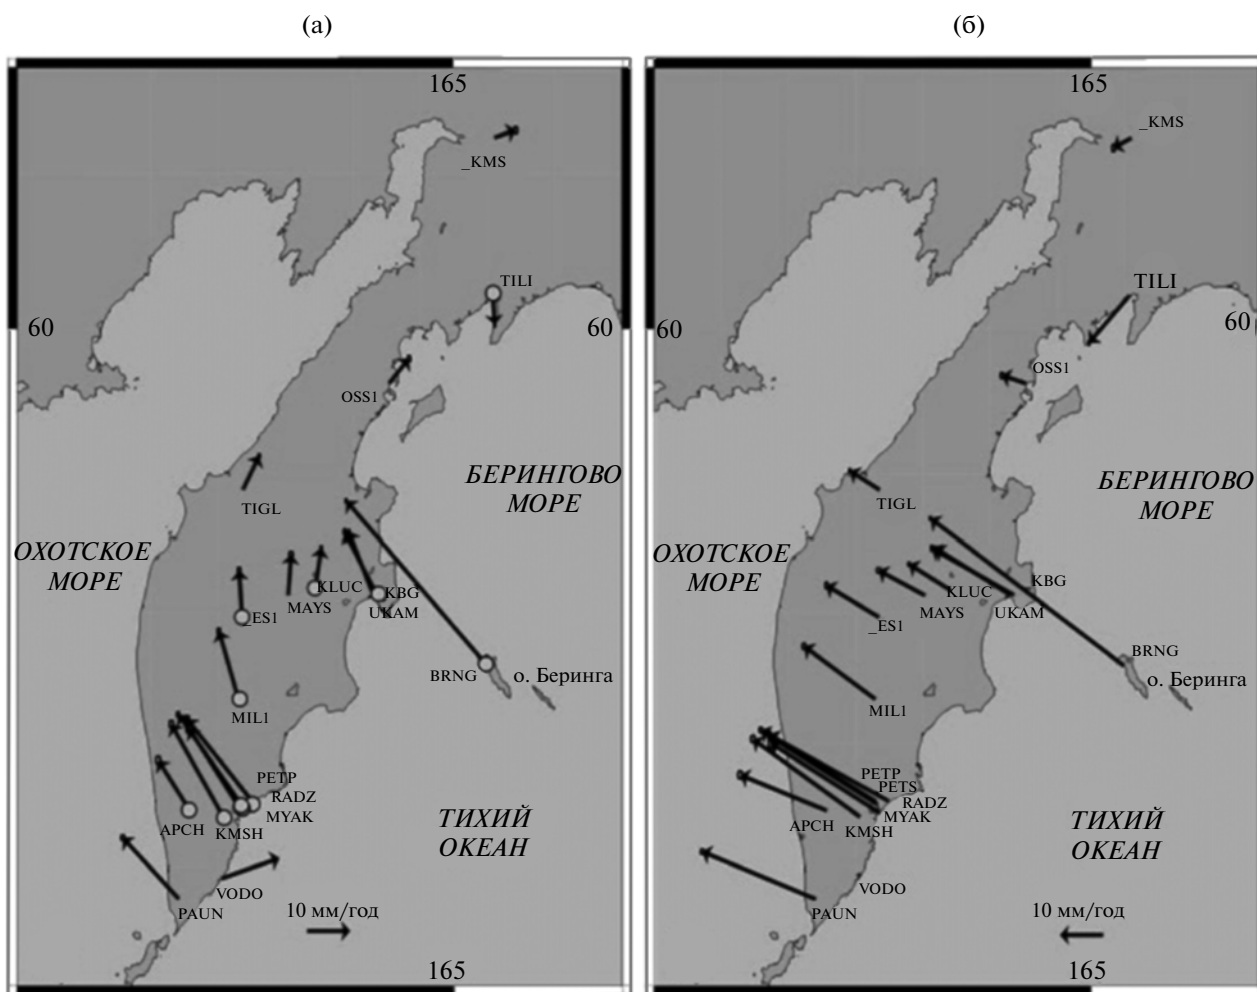 (а)
165
_KMS
TILI
60
60
OSS1
TIGL
БЕРИНГОВО
МОРЕ
ОХОТСКОЕ
МОРЕ
KLUC
MAYS
KBG
UKAM
_ES1
BRNG
о. Беринга
MIL1
PETP
RADZ
MYAK
APCH
KMSH
ТИХИЙ
ОКЕАН
VODO
PAUN
10 мм/год
165
(б)
165
_KMS
TILI
60
60
OSS1
TIGL
БЕРИНГОВО
МОРЕ
ОХОТСКОЕ
МОРЕ
KBG
KLUC
MAYS
UKAM
_ES1
BRNG
о. Беринга
MIL1
PETP
PETS
RADZ
MYAK
APCH
KMSH
ТИХИЙ
ОКЕАН
VODO
PAUN
10 мм/год
165